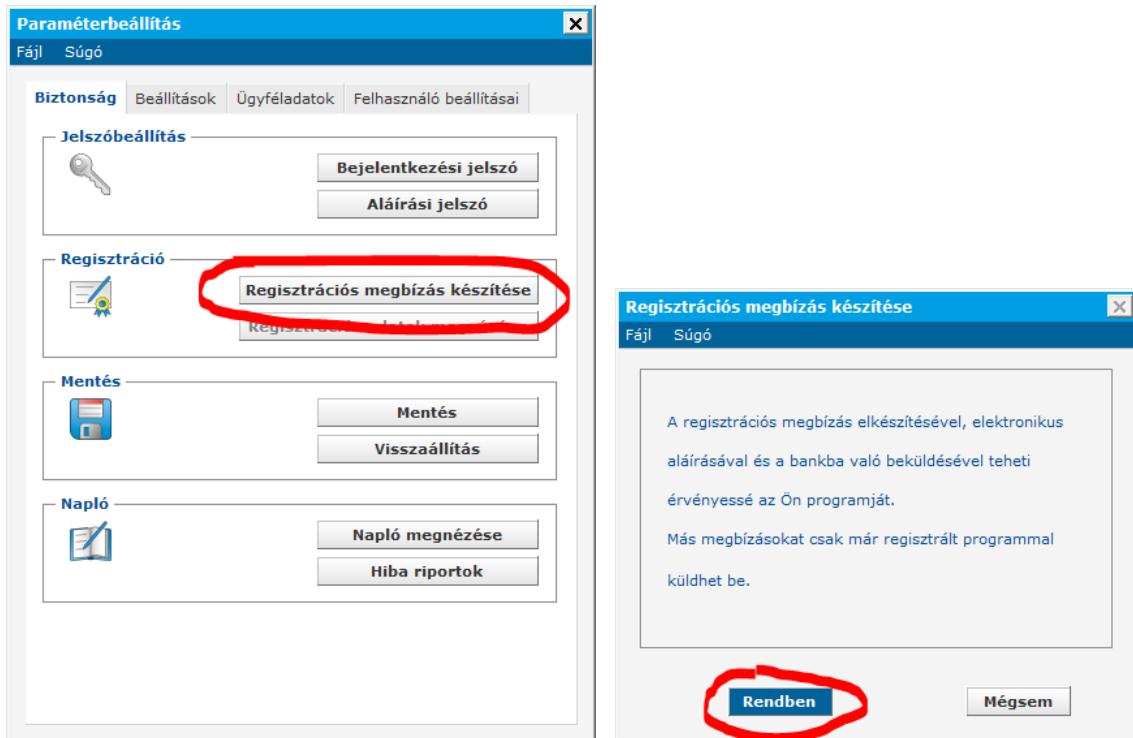 Paraméterbeállítás
Fájl Súgó
Biztonság Beállítások Ügyféladatok Felhasználó beállításai
Jelszóbeállítás
Bejelentkezési jelszó
Aláírási jelszó
Regisztráció
Regisztrációs megbízás készítése
Mentés
Mentés
Visszaállítás
Napló
Napló megnézése
Hiba riportok
Regisztrációs megbízás készítése
Fájl Súgó
A regisztrációs megbízás elkészítésével, elektronikus
aláírásával és a bankba való beküldésével teheti
érvényessé az Ön programját.
Más megbízásokat csak már regisztrált programmal
küldhet be.
Rendben Mégsem